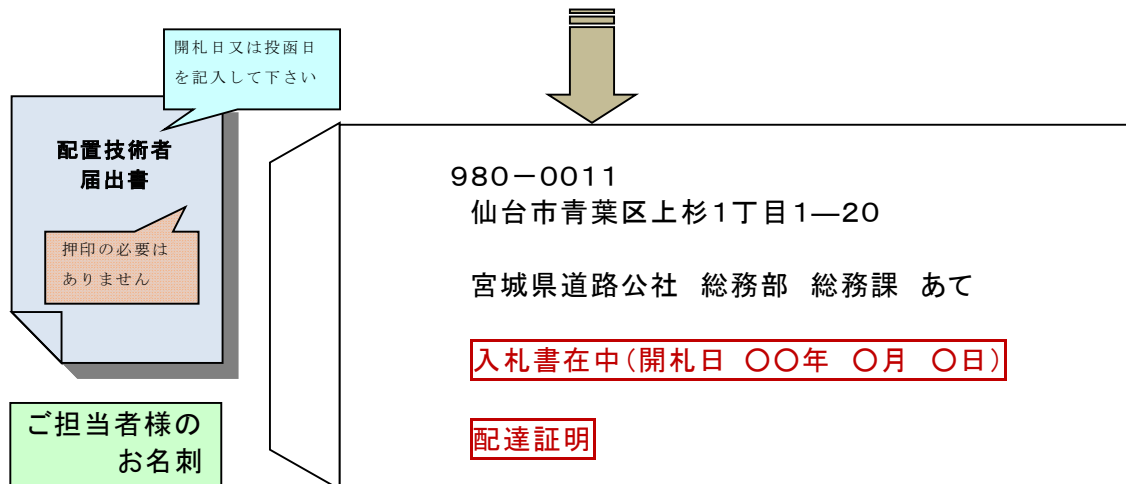 開札日又は投函日
を記入して下さい
配置技術者
届出書
押印の必要は
ありません
ご担当者様の
お名刺
980－0011
仙台市青葉区上杉1丁目1―20
宮城県道路公社　総務部　総務課　あて
入札書在中（開札日　〇〇年　〇月　〇日）
配達証明